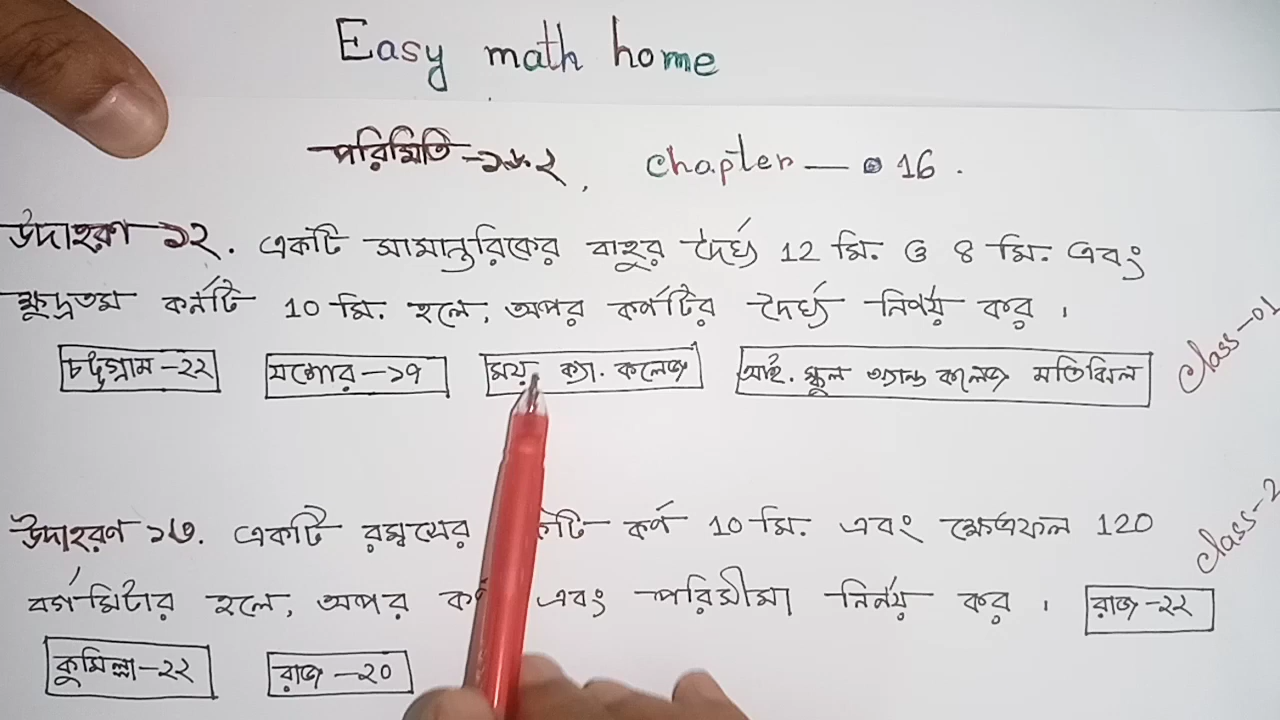 Easy math home
পরিমিতি-১৬.২, Chapter — 16.
উদাহরণ ১২. একটি সামান্তরিকের বাহুর দৈর্ঘ্য 12 মি. ও 8 মি. এবং
ক্ষুদ্রতম কর্ণটি 10 মি. হলে, অপর কর্ণটির দৈর্ঘ্য নির্ণয় কর।
চট্টগ্রাম-২২ যশোর-১৭ ময় ক্যা. কলেজ আই. স্কুল অ্যান্ড কলেজ মতিঝিল
Class-01
উদাহরণ ১৩. একটি রম্বসের কর্ণ 10 মি. এবং ক্ষেত্রফল 120
বর্গমিটার হলে, অপর এবং পরিসীমা নির্ণয় কর। রাজ-২২
Class-2
কুমিল্লা-২২ রাজ-২০